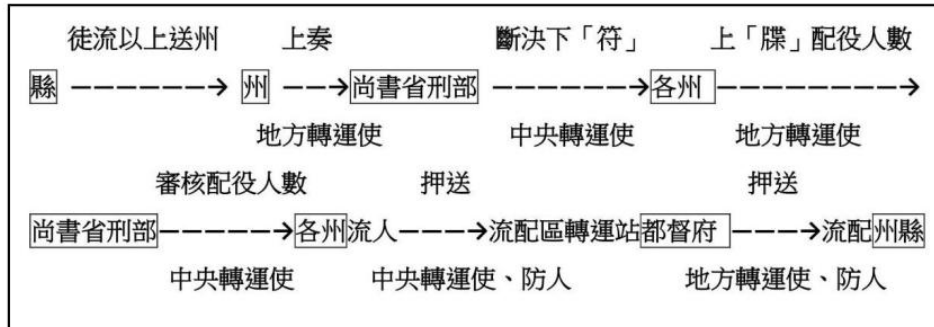 徒流以上送州 上奏 斷決下「符」 上「牒」配役人數
縣 ------→ 州 --→尚書省刑部 ------→各州--------→
地方轉運使 中央轉運使 地方轉運使
審核配役人數 押送 押送
尚書省刑部-----→各州流人---→流配區轉運站都督府 ---→流配州縣
中央轉運使 中央轉運使、防人 地方轉運使、防人